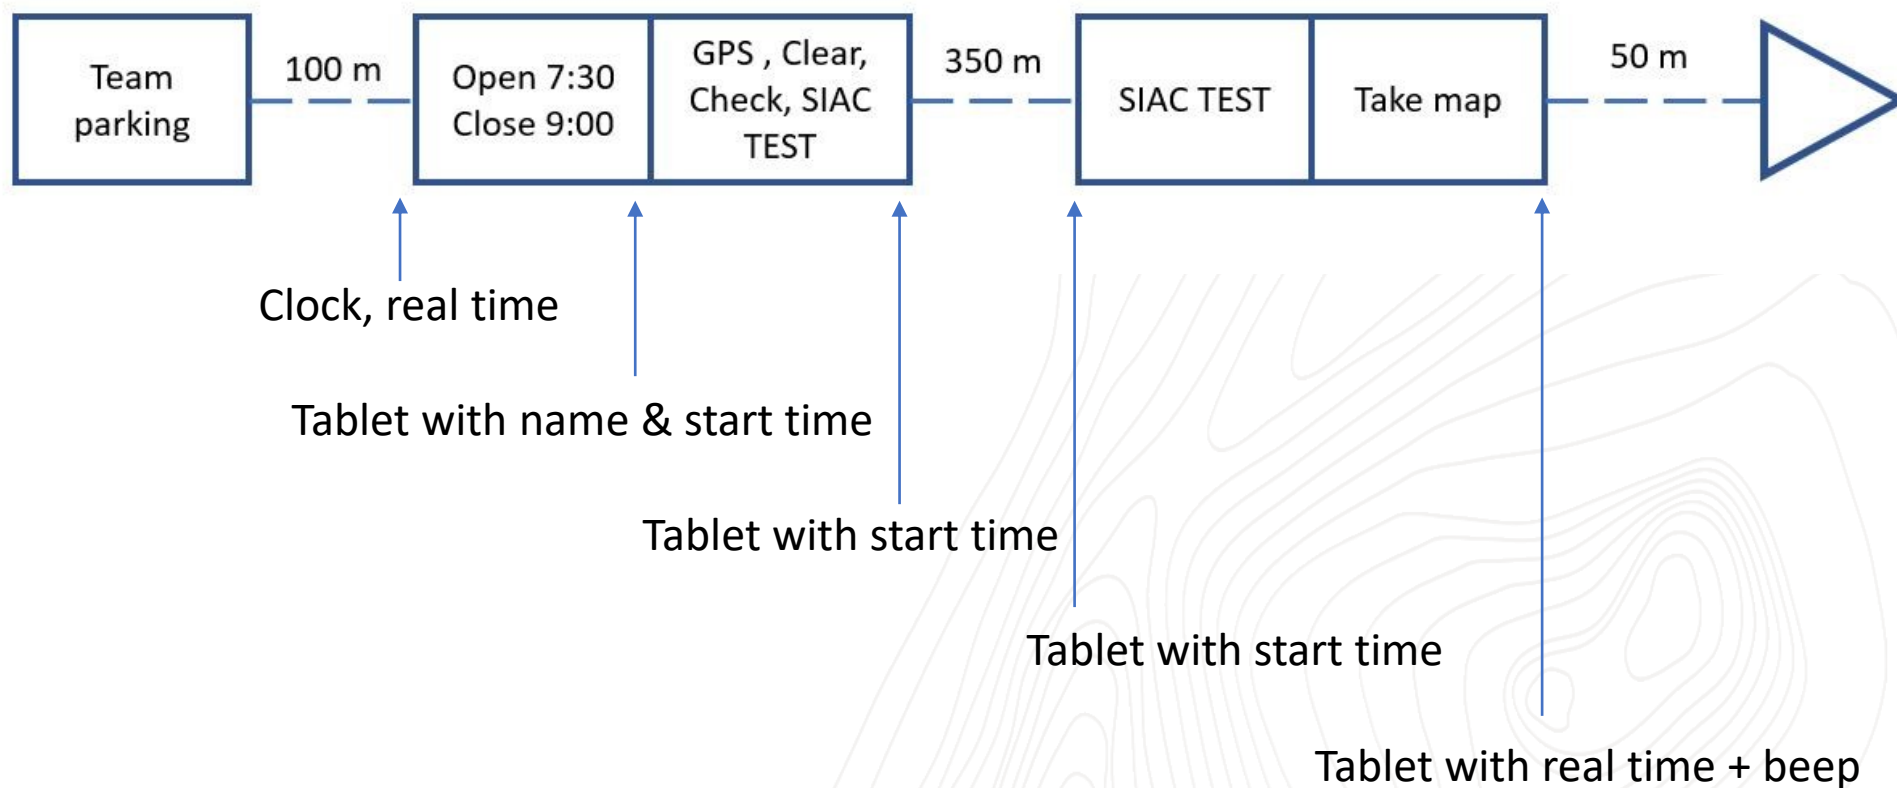 Team
parking
100 m
Open 7:30
Close 9:00
GPS , Clear,
Check, SIAC
TEST
350 m
SIAC TEST
Take map
50 m
Clock, real time
Tablet with name & start time
Tablet with start time
Tablet with start time
Tablet with real time + beep